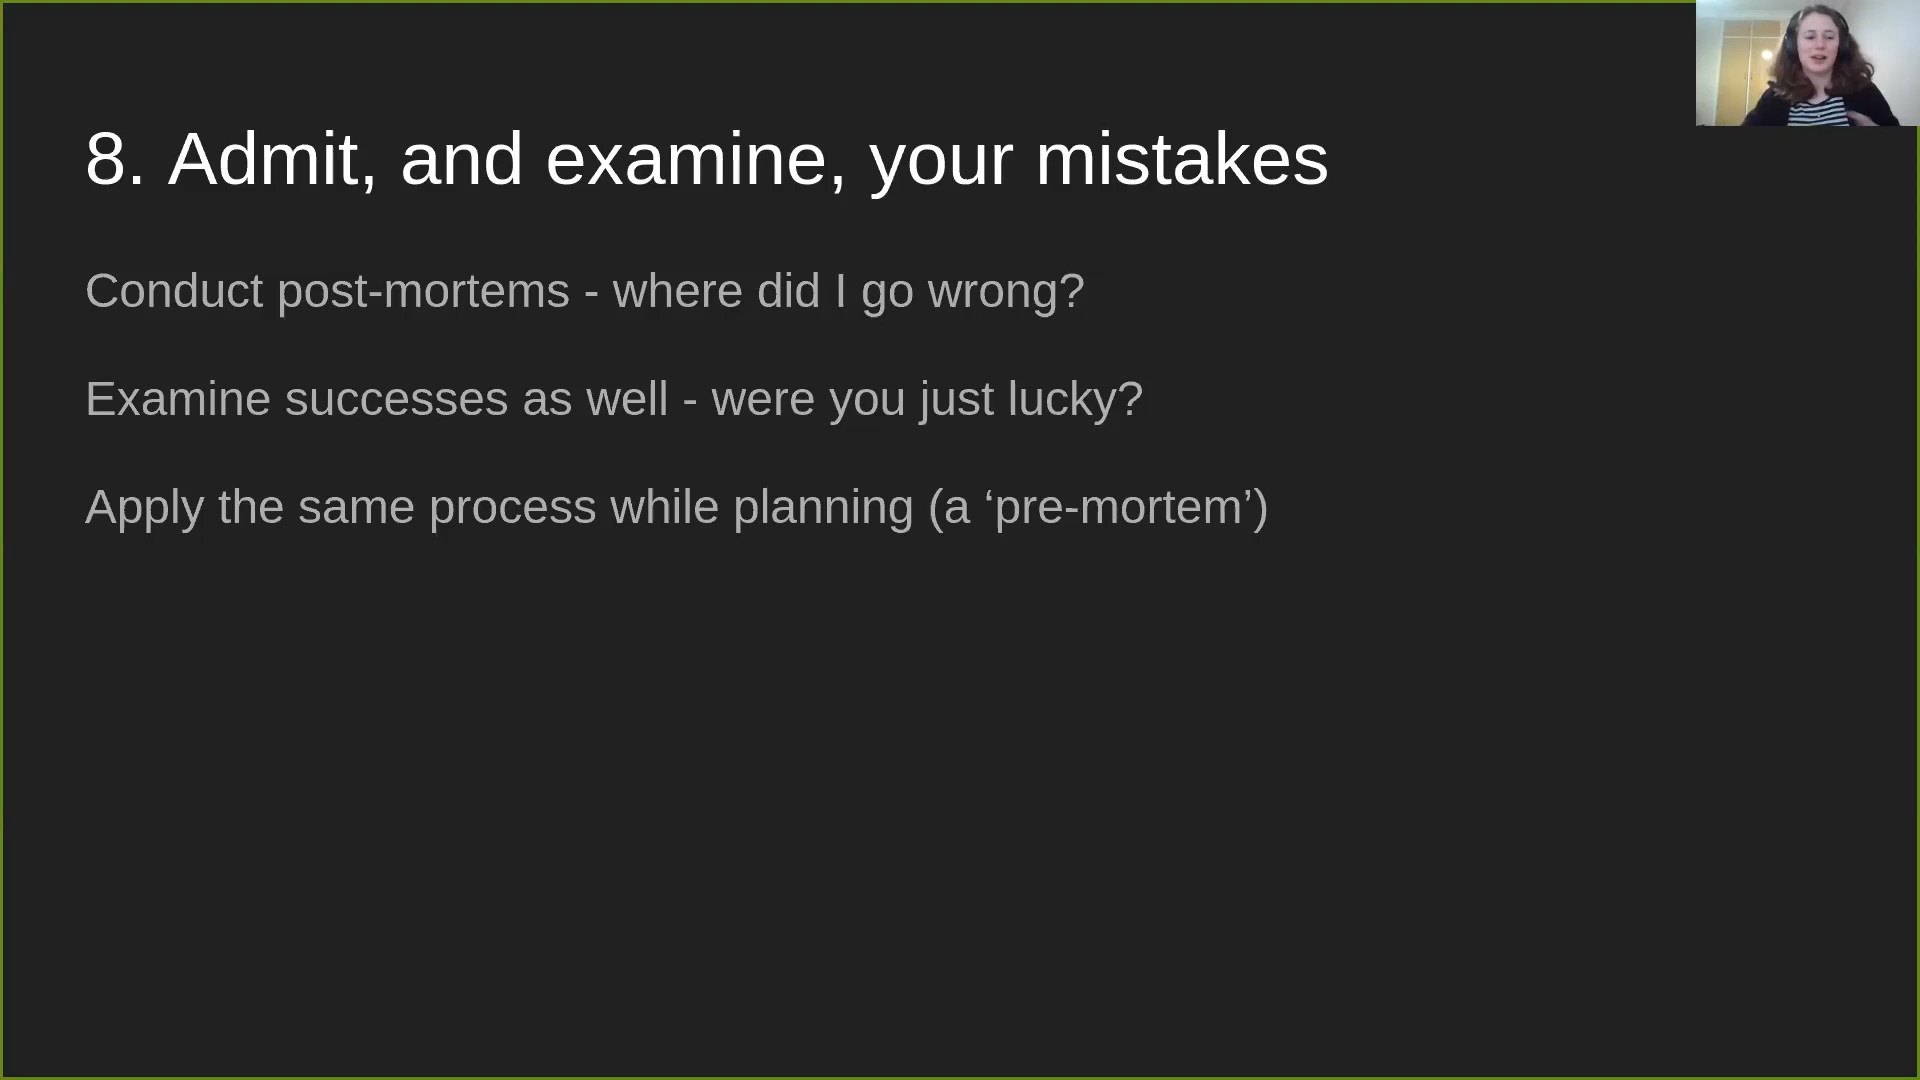 8. Admit, and examine, your mistakes
Conduct post-mortems - where did I go wrong?
Examine successes as well - were you just lucky?
Apply the same process while planning (a ‘pre-mortem’)